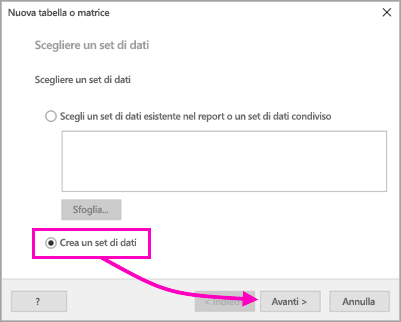 Nuova tabella o matrice
Scegliere un set di dati
Scegliere un set di dati
Scegli un set di dati esistente nel report o un set di dati condiviso
Sfoglia...
Crea un set di dati
? < Indietro Avanti > Annulla